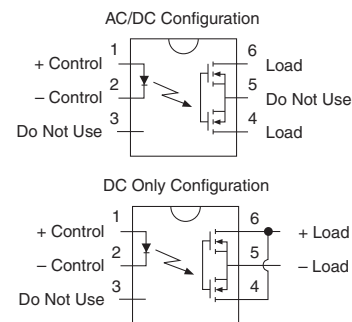 AC/DC Configuration
1
6
+ Control
Load
2
5
– Control
Do Not Use
3
4
Do Not Use
Load
DC Only Configuration
1
6
+ Control
+ Load
2
5
– Control
– Load
3
4
Do Not Use